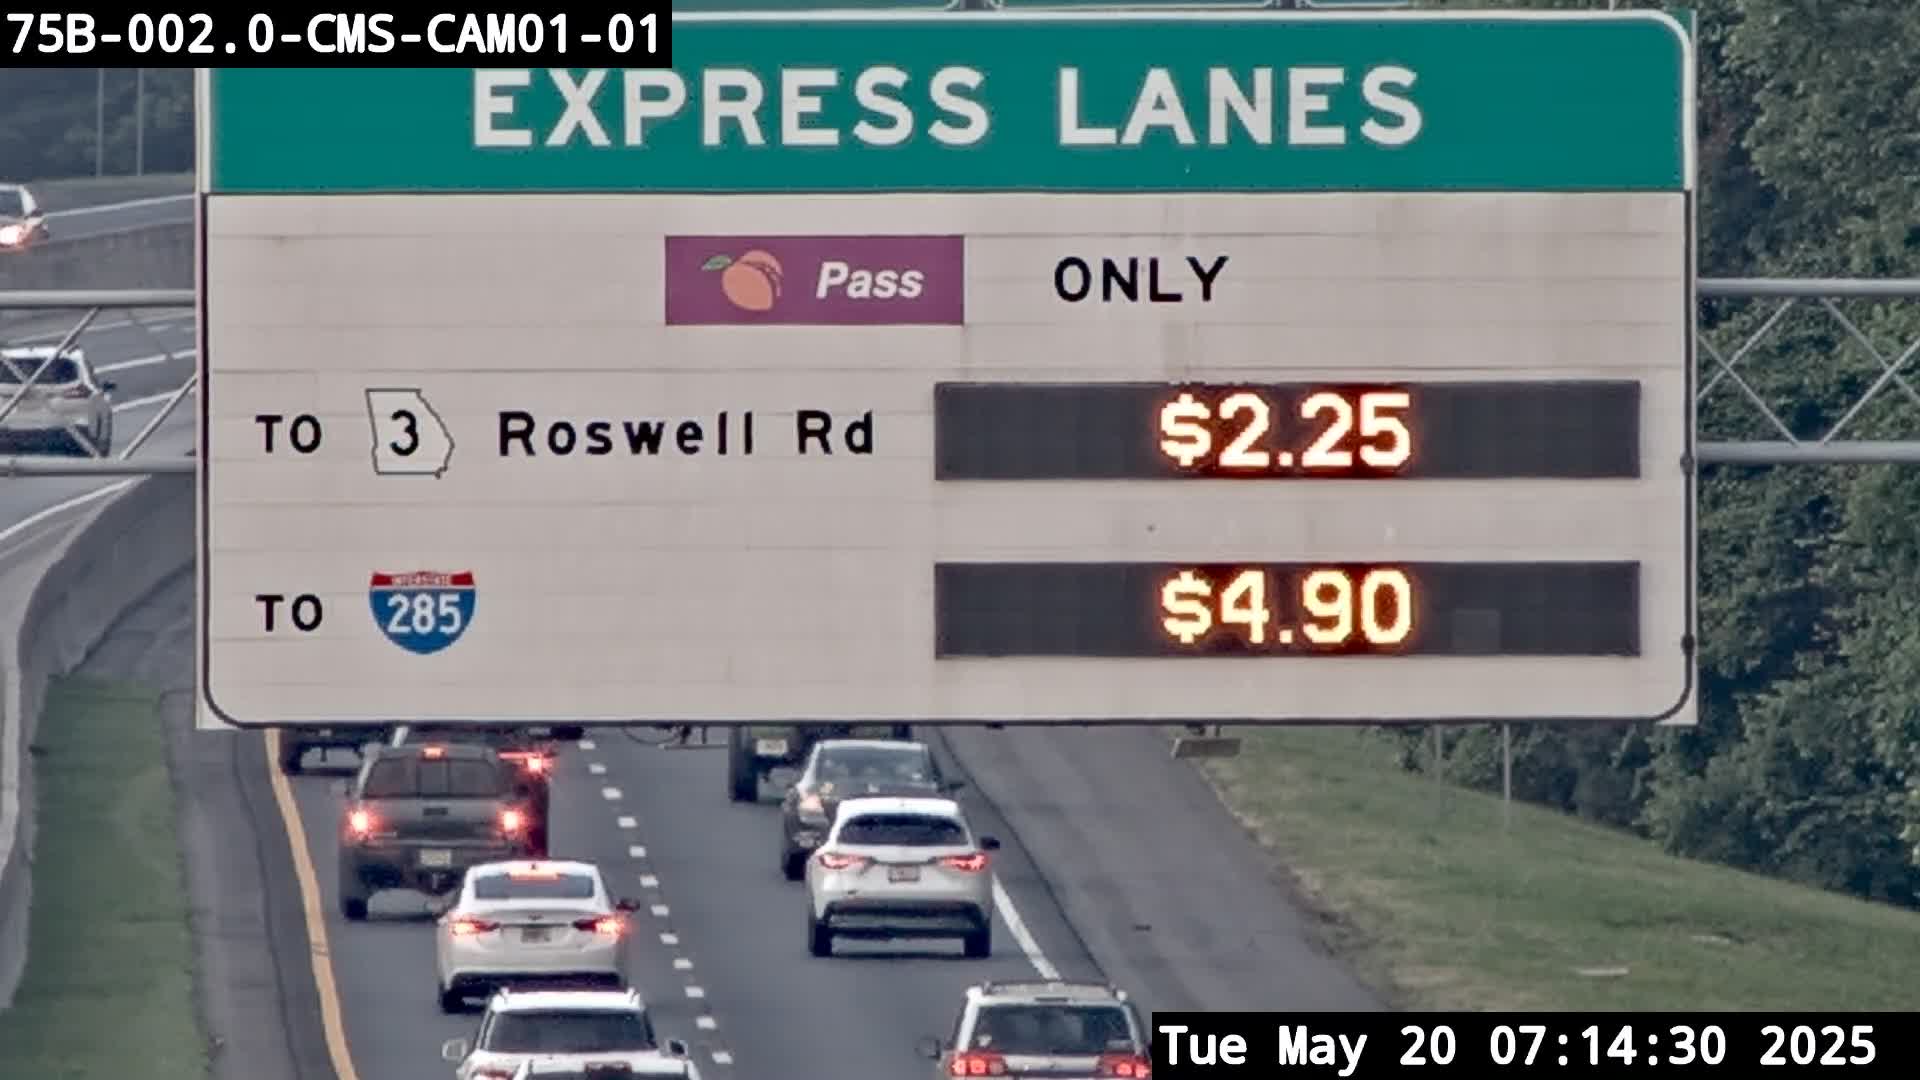 75B-002.0-CMS-CAM01-01
EXPRESS LANES
Pass ONLY
TO 3 Roswell Rd $2.25
TO INTERSTATE 285 $4.90
Tue May 20 07:14:30 2025